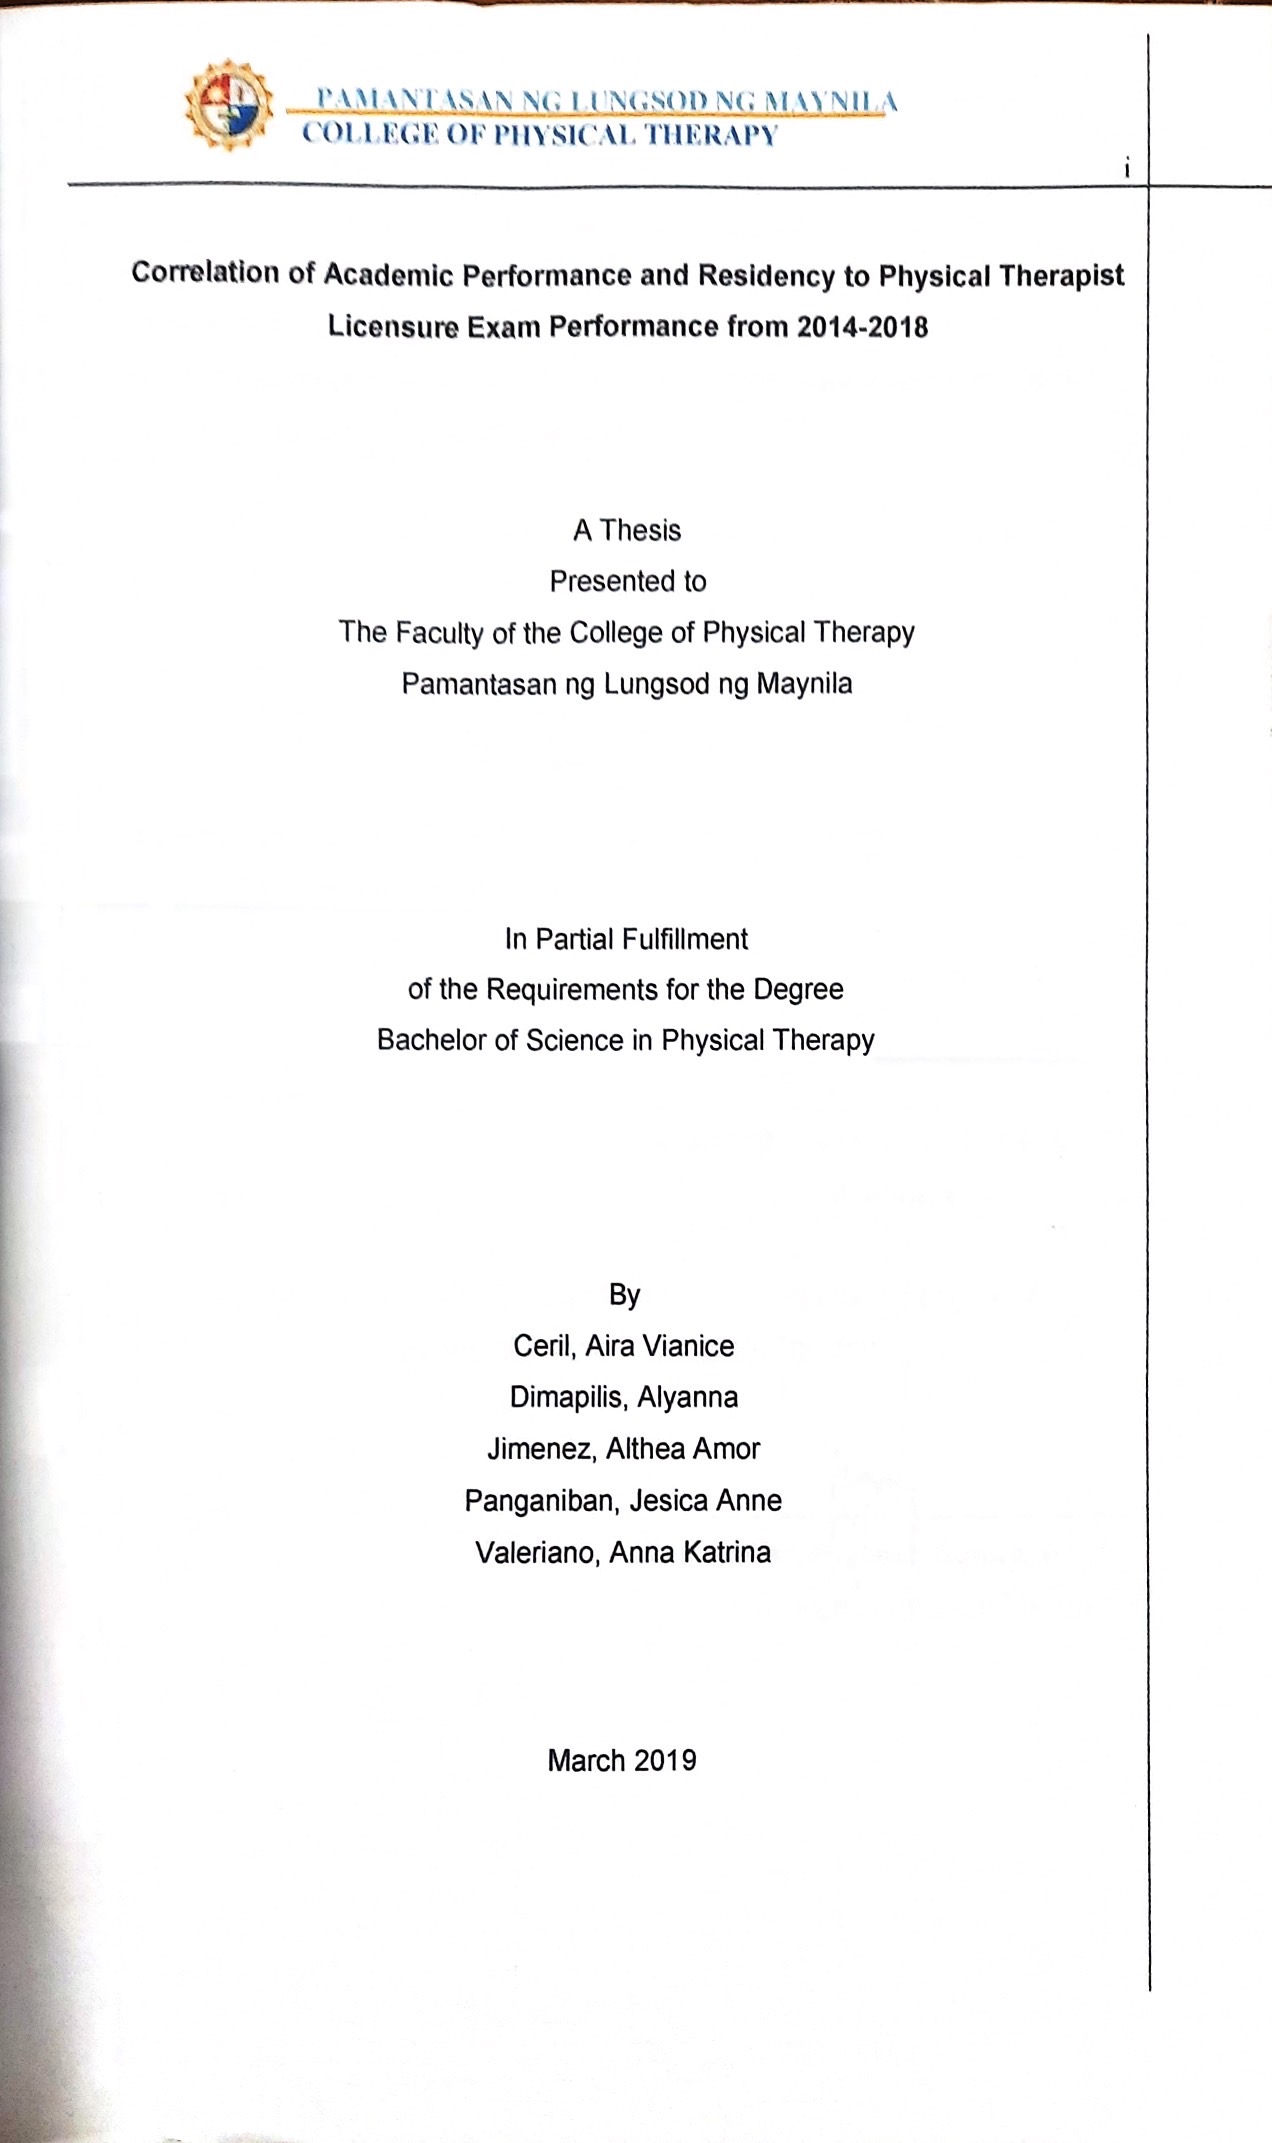 PAMANTASAN NG LUNGSOD NG MAYNILA
COLLEGE OF PHYSICAL THERAPY
i
Correlation of Academic Performance and Residency to Physical Therapist
Licensure Exam Performance from 2014-2018
A Thesis
Presented to
The Faculty of the College of Physical Therapy
Pamantasan ng Lungsod ng Maynila
In Partial Fulfillment
of the Requirements for the Degree
Bachelor of Science in Physical Therapy
By
Ceril, Aira Vianice
Dimapilis, Alyanna
Jimenez, Althea Amor
Panganiban, Jesica Anne
Valeriano, Anna Katrina
March 2019